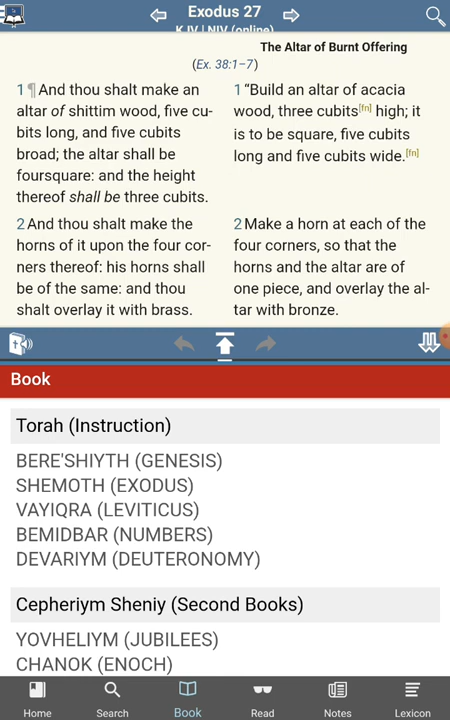 Exodus 27
KJV | NIV (online)
The Altar of Burnt Offering
(Ex. 38:1–7)
1 ¶ And thou shalt make an
altar of shittim wood, five cu-
bits long, and five cubits
broad; the altar shall be
foursquare: and the height
thereof shall be three cubits.
1 “Build an altar of acacia
wood, three cubits[fn] high; it
is to be square, five cubits
long and five cubits wide.[fn]
2 And thou shalt make the
horns of it upon the four cor-
ners thereof: his horns shall
be of the same: and thou
shalt overlay it with brass.
2 Make a horn at each of the
four corners, so that the
horns and the altar are of
one piece, and overlay the al-
tar with bronze.
Book
Torah (Instruction)
BERE'SHIYTH (GENESIS)
SHEMOTH (EXODUS)
VAYIQRA (LEVITICUS)
BEMIDBAR (NUMBERS)
DEVARIYM (DEUTERONOMY)
Cepheriym Sheniy (Second Books)
YOVHELIYM (JUBILEES)
CHANOK (ENOCH)
Home
Search
Book
Read
Notes
Lexicon